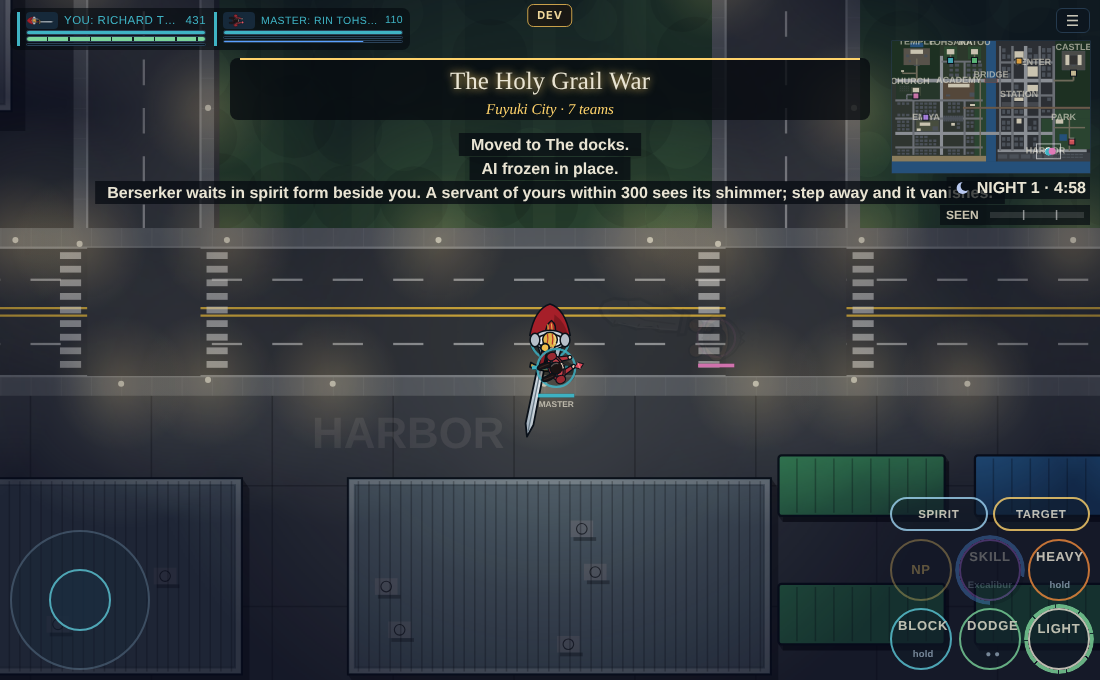 YOU: RICHARD T... 431
MASTER: RIN TOHS... 110
DEV
☰
The Holy Grail War
Fuyuki City · 7 teams
Moved to The docks.
AI frozen in place.
Berserker waits in spirit form beside you. A servant of yours within 300 sees its shimmer; step away and it vanishes.
CASTLE
CHURCH
ACADEMY
BRIDGE
STATION
PARK
HARBOR
NIGHT 1 · 4:58
SEEN
MASTER
HARBOR
SPIRIT
TARGET
NP
SKILL
Excalibur
HEAVY
hold
BLOCK
hold
DODGE
LIGHT